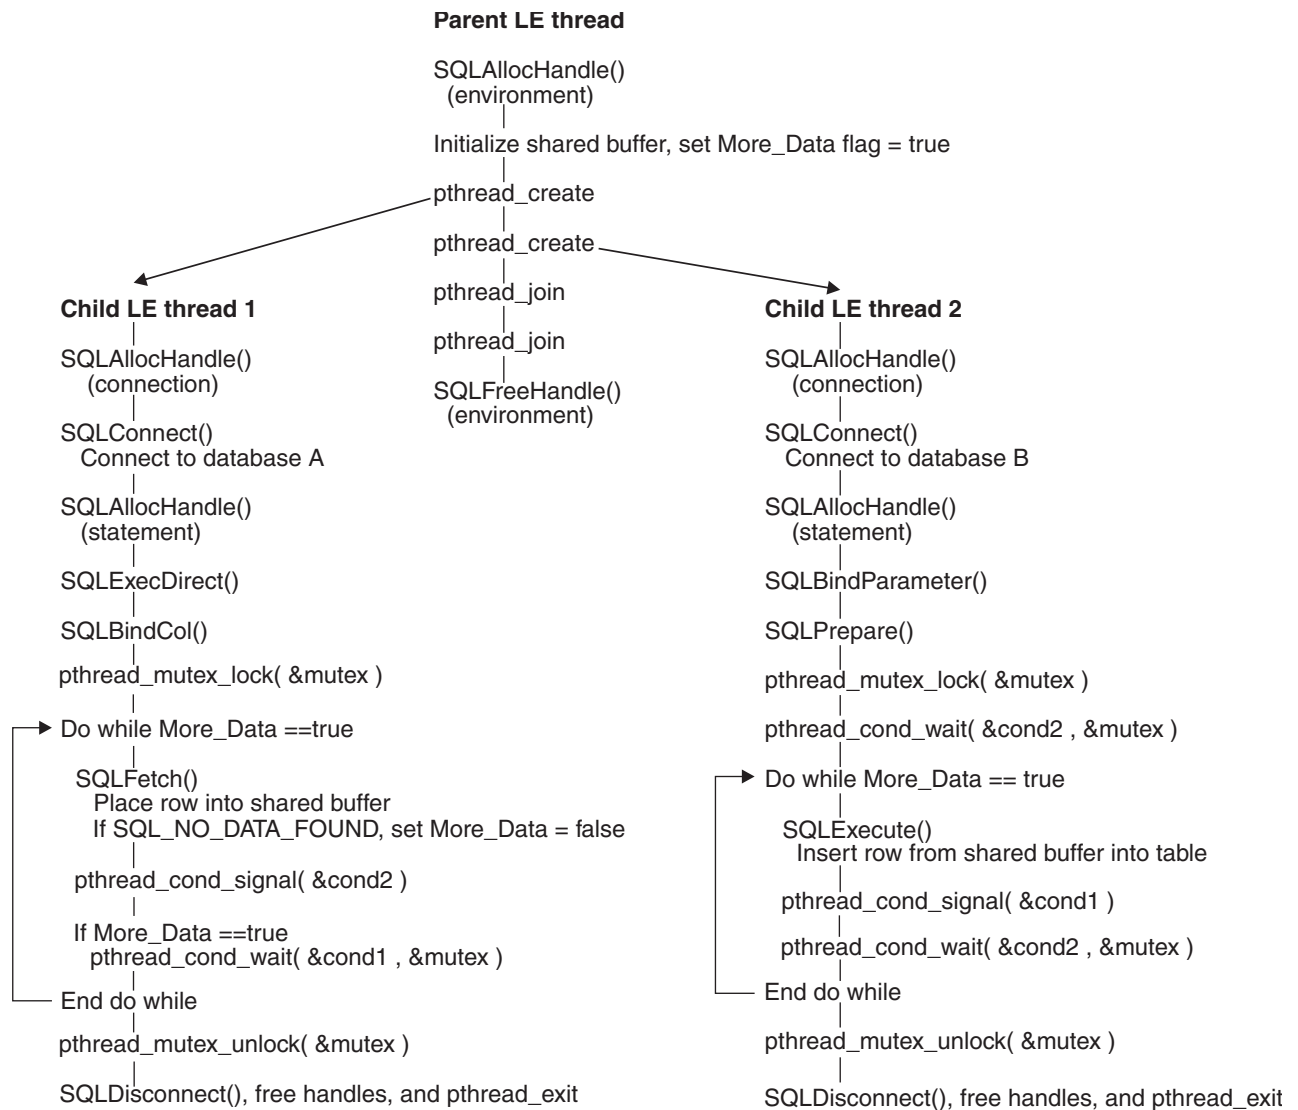 Parent LE thread
SQLAllocHandle()
(environment)
Initialize shared buffer, set More_Data flag = true
pthread_create
pthread_create
pthread_join
pthread_join
SQLFreeHandle()
(environment)
Child LE thread 1
SQLAllocHandle()
(connection)
SQLConnect()
Connect to database A
SQLAllocHandle()
(statement)
SQLExecDirect()
SQLBindCol()
pthread_mutex_lock( &mutex )
Do while More_Data ==true
SQLFetch()
Place row into shared buffer
If SQL_NO_DATA_FOUND, set More_Data = false
pthread_cond_signal( &cond2 )
If More_Data ==true
pthread_cond_wait( &cond1 , &mutex )
End do while
pthread_mutex_unlock( &mutex )
SQLDisconnect(), free handles, and pthread_exit
Child LE thread 2
SQLAllocHandle()
(connection)
SQLConnect()
Connect to database B
SQLAllocHandle()
(statement)
SQLBindParameter()
SQLPrepare()
pthread_mutex_lock( &mutex )
pthread_cond_wait( &cond2 , &mutex )
Do while More_Data == true
SQLExecute()
Insert row from shared buffer into table
pthread_cond_signal( &cond1 )
pthread_cond_wait( &cond2 , &mutex )
End do while
pthread_mutex_unlock( &mutex )
SQLDisconnect(), free handles, and pthread_exit